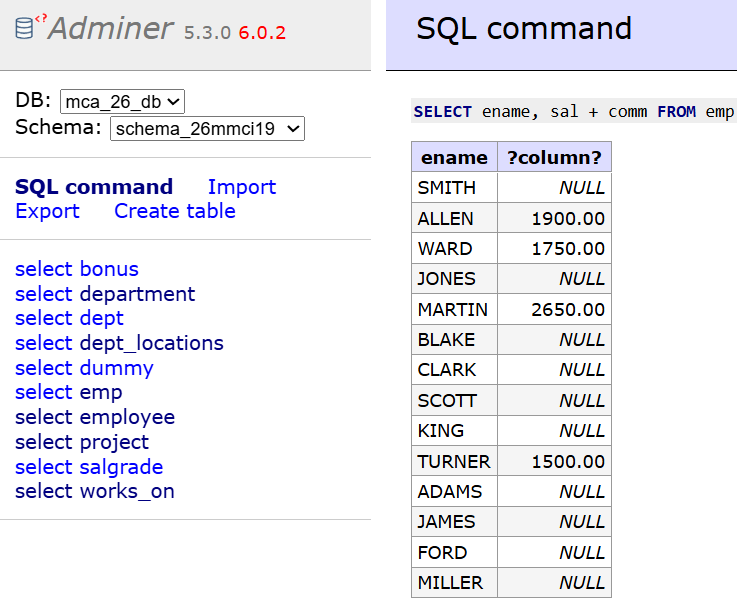 Adminer 5.3.0 6.0.2
DB: mca_26_db
Schema: schema_26mmci19
SQL command Import
Export Create table
select bonus
select department
select dept
select dept_locations
select dummy
select emp
select employee
select project
select salgrade
select works_on
SQL command
SELECT ename, sal + comm FROM emp
ename ?column?
SMITH NULL
ALLEN 1900.00
WARD 1750.00
JONES NULL
MARTIN 2650.00
BLAKE NULL
CLARK NULL
SCOTT NULL
KING NULL
TURNER 1500.00
ADAMS NULL
JAMES NULL
FORD NULL
MILLER NULL